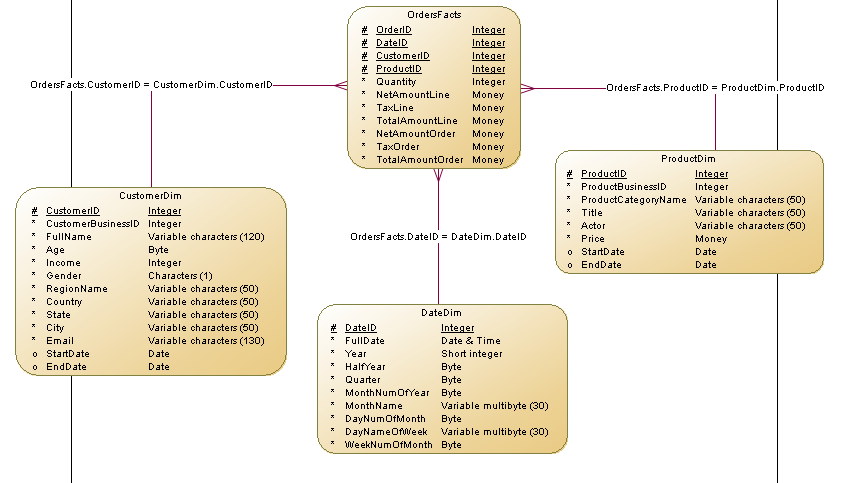 OrdersFacts
# OrderID Integer
# DateID Integer
# CustomerID Integer
# ProductID Integer
* Quantity Integer
* NetAmountLine Money
* TaxLine Money
* TotalAmountLine Money
* NetAmountOrder Money
* TaxOrder Money
* TotalAmountOrder Money
OrdersFacts.CustomerID = CustomerDim.CustomerID
OrdersFacts.ProductID = ProductDim.ProductID
ProductDim
# ProductID Integer
* ProductBusinessID Integer
* ProductCategoryName Variable characters (50)
* Title Variable characters (50)
* Actor Variable characters (50)
* Price Money
o StartDate Date
o EndDate Date
CustomerDim
# CustomerID Integer
* CustomerBusinessID Integer
* FullName Variable characters (120)
* Age Byte
* Income Integer
* Gender Characters (1)
* RegionName Variable characters (50)
* Country Variable characters (50)
* State Variable characters (50)
* City Variable characters (50)
* Email Variable characters (130)
o StartDate Date
o EndDate Date
OrdersFacts.DateID = DateDim.DateID
DateDim
# DateID Integer
* FullDate Date & Time
* Year Short integer
* HalfYear Byte
* Quarter Byte
* MonthNumOfYear Byte
* MonthName Variable multibyte (30)
* DayNumOfMonth Byte
* DayNameOfWeek Variable multibyte (30)
* WeekNumOfMonth Byte